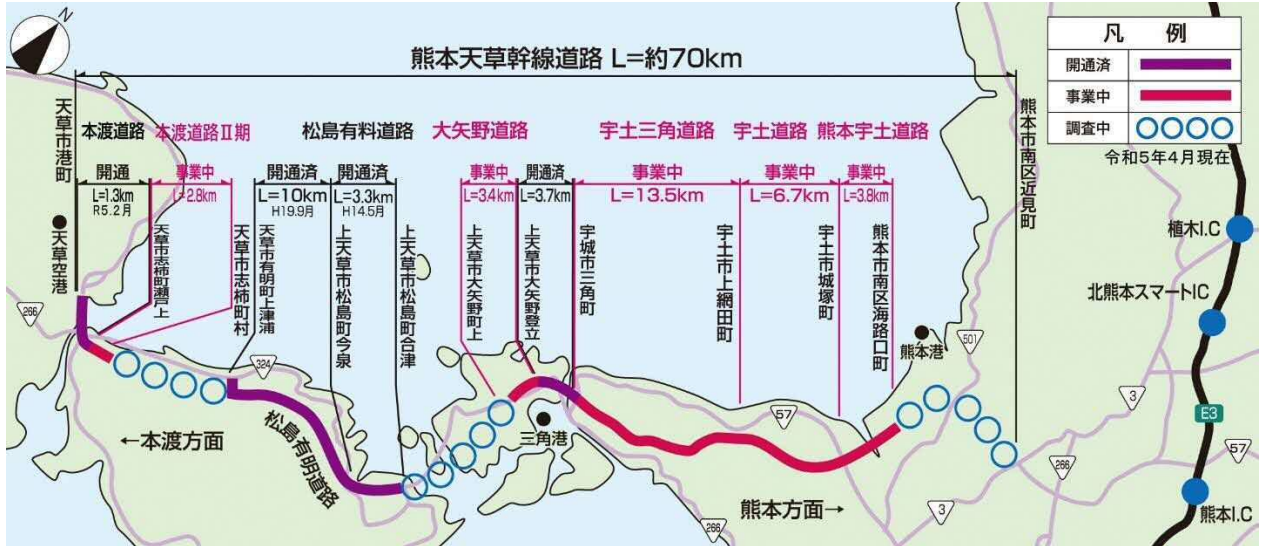 熊本天草幹線道路 L=約70km
凡 例
開通済
事業中
調査中
令和5年4月現在
天草市港町
本渡道路
開通
L=1.3km
R5.2月
本渡道路Ⅱ期
事業中
L=2.8km
松島有料道路
開通済
L=10km
H19.9月
開通済
L=3.3km
H14.5月
大矢野道路
事業中
L=3.4km
開通済
L=3.7km
宇土三角道路
事業中
L=13.5km
宇土道路
事業中
L=6.7km
熊本宇土道路
事業中
L=3.8km
熊本市南区近見町
天草空港
天草市志柿町瀬戸上
天草市志柿町村
天草市有明町上津浦
上天草市松島町今泉
上天草市松島町合津
上天草市大矢野町上
上天草市大矢野登立
宇城市三角町
宇土市上網田町
宇土市城塚町
熊本市南区海路口町
熊本港
植木I.C
北熊本スマートIC
熊本I.C
E3
266
324
57
501
3
266
57
3
266
三角港
松島有明道路
←本渡方面
熊本方面→